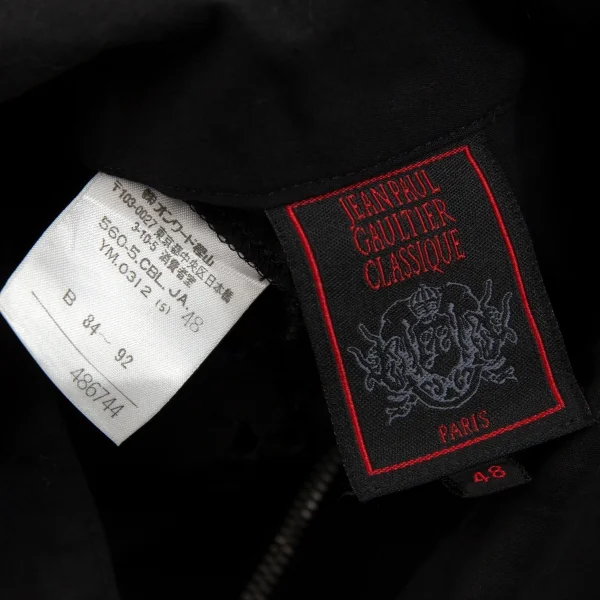 ㈱オンワード樫山
〒103-0027 東京都中央区日本橋
3-10-5 消費者室
560-5.CBL.JA. 48
YM.0312 (S)
B 84～92
486744
JEAN PAUL
GAULTIER
CLASSIQUE
PARIS
48